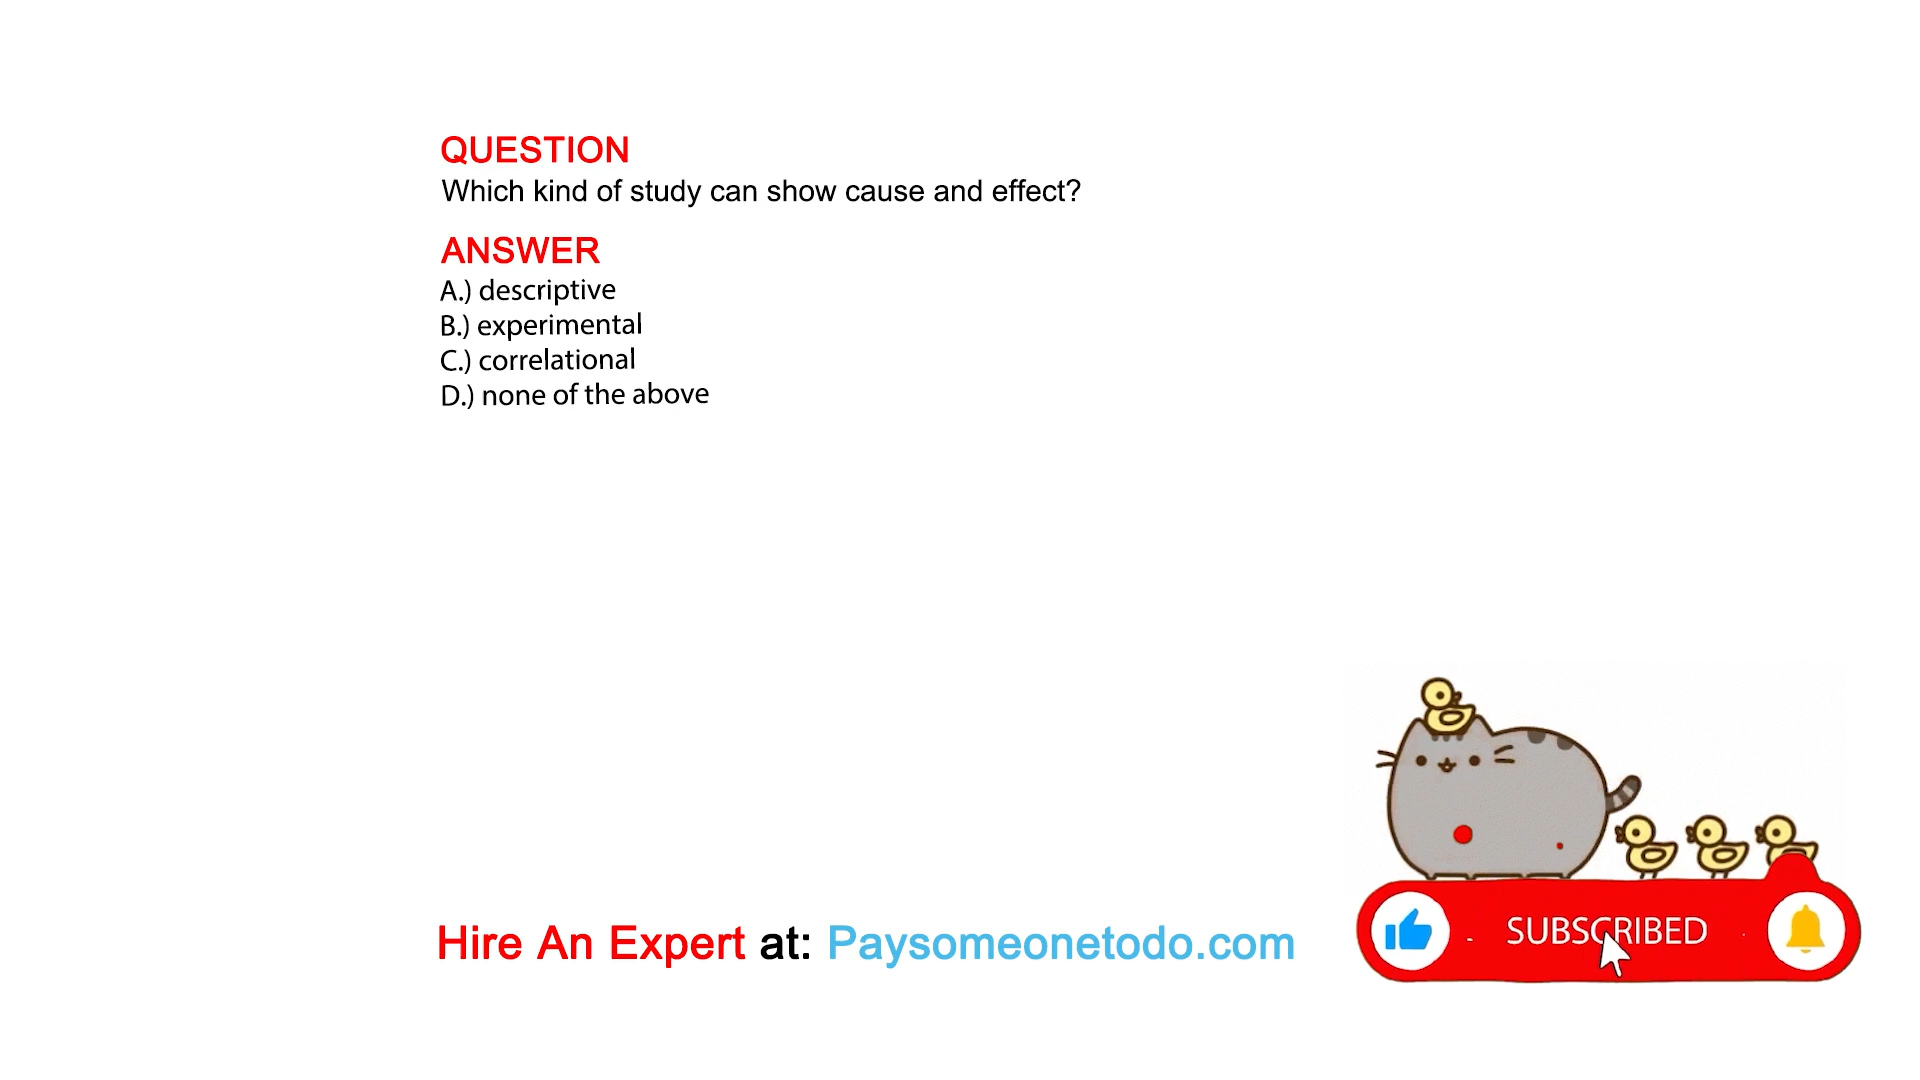 QUESTION
Which kind of study can show cause and effect?
ANSWER
A.) descriptive
B.) experimental
C.) correlational
D.) none of the above
Hire An Expert at: Paysomeonetodo.com
SUBSCRIBED